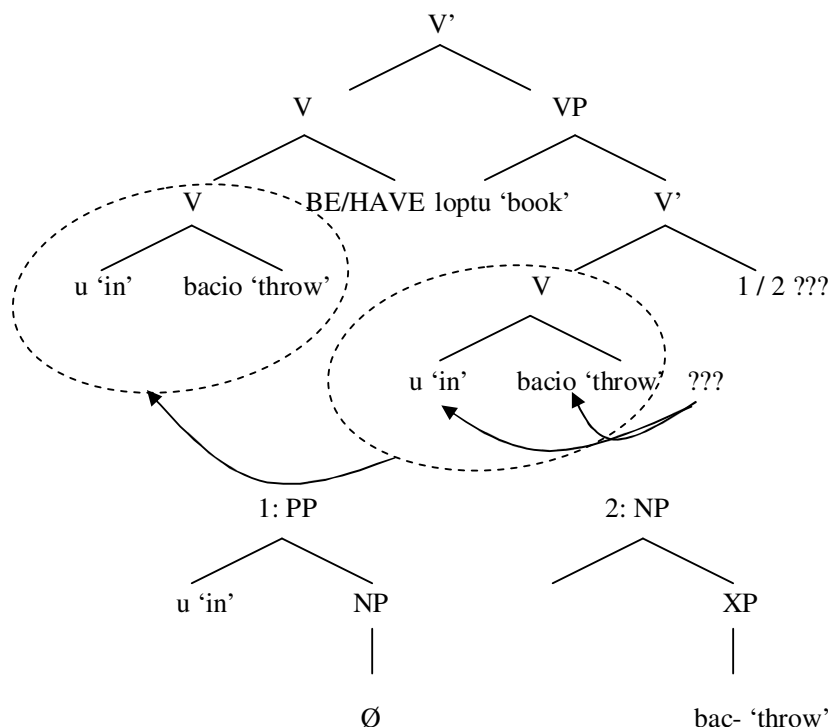 V’
V VP
V BE/HAVE loptu ‘book’ V’
u ‘in’ bacio ‘throw’ V 1 / 2 ???
u ‘in’ bacio ‘throw’ ???
1: PP 2: NP
u ‘in’ NP XP
Ø bac- ‘throw’